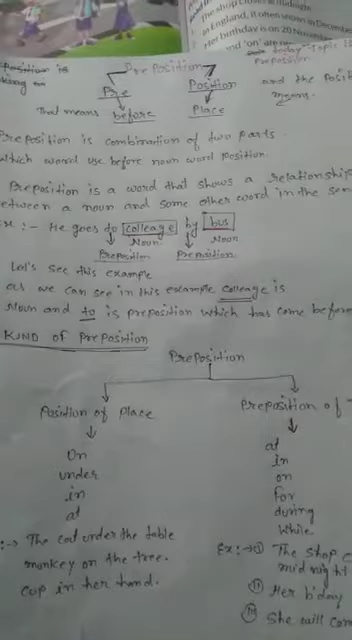 The shop closes at midnight.
In England, it often snows in December
Her birthday is on 20 November
and 'on' are
today Topic is
Preposition
Position is
Preposition
Pre Position and the Posit
means.
That means before Place
Preposition is combination of two parts.
which word use before noun word Position.
Preposition is a word that shows a relationship
between a noun and some other word in the sen
Ex :- He goes to colleage by bus
Noun Noun
Preposition Preposition
Let's see this example
as we can see in this example Colleage is
Noun and to is preposition which has come before
KIND of PrePosition
Preposition
Position of Place Preposition of T
On at
under In
in on
at For
during
While
:-> The cat under the table
monkey on the tree.
cup in her hand.
Ex:-> (i) The shop c
mid night
(ii) Her b'day
(iii) She will com